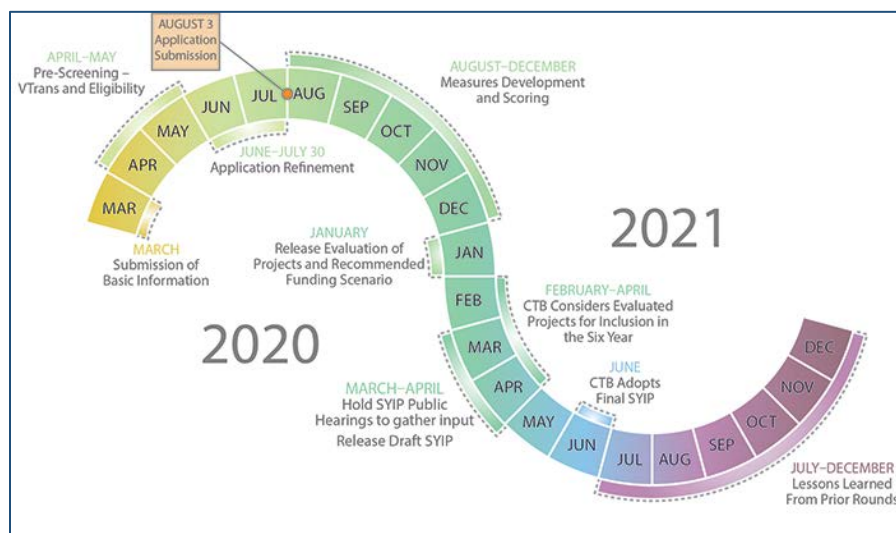 AUGUST 3
Application
Submission
APRIL–MAY
Pre-Screening –
VTrans and Eligibility
AUGUST–DECEMBER
Measures Development
and Scoring
MAR
APR
MAY
JUN
JUL
AUG
SEP
OCT
NOV
DEC
JUNE–JULY 30
Application Refinement
MARCH
Submission of
Basic Information
JANUARY
Release Evaluation of
Projects and Recommended
Funding Scenario
2020
2021
JAN
FEB
MAR
APR
MAY
JUN
JUL
AUG
SEP
OCT
NOV
DEC
FEBRUARY–APRIL
CTB Considers Evaluated
Projects for Inclusion in
the Six Year
MARCH–APRIL
Hold SYIP Public
Hearings to gather input
Release Draft SYIP
JUNE
CTB Adopts
Final SYIP
JULY–DECEMBER
Lessons Learned
From Prior Rounds